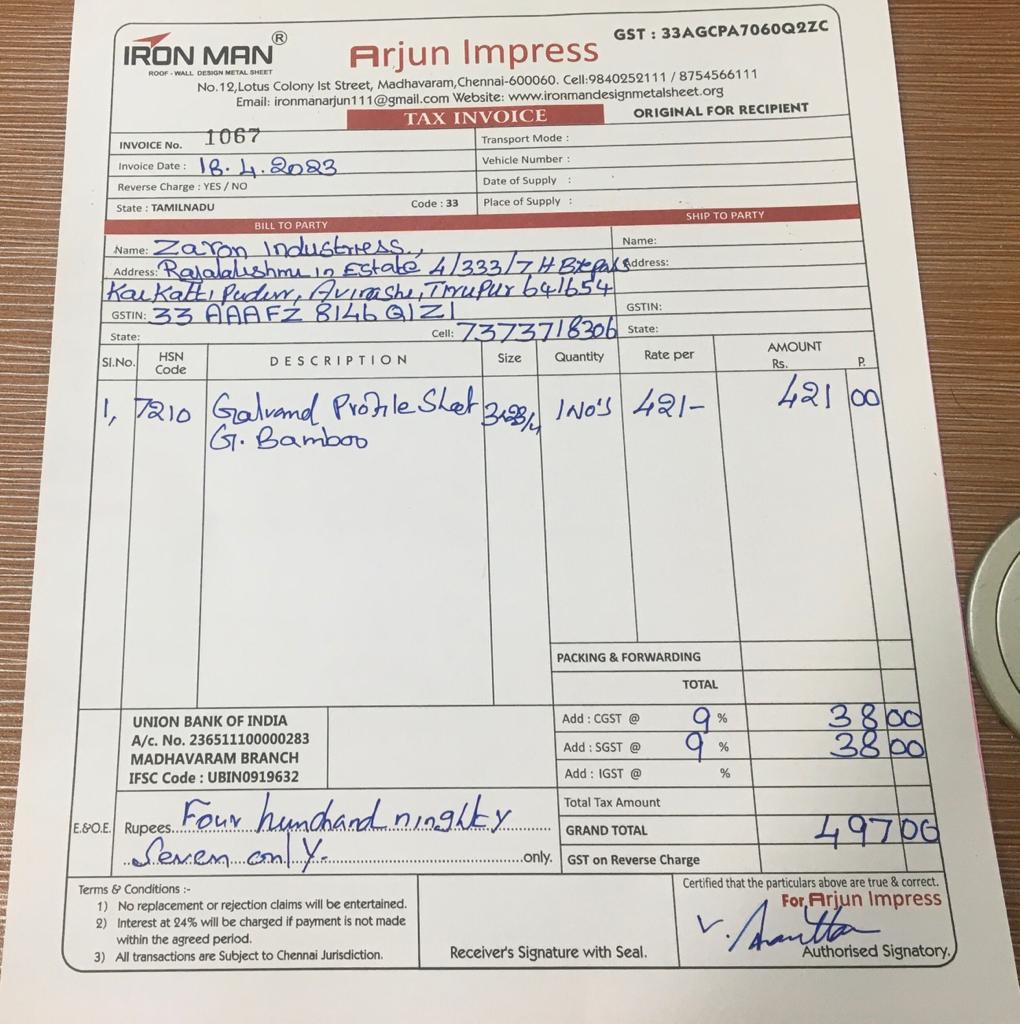 IRON MAN®
ROOF - WALL DESIGN METAL SHEET
Arjun Impress
GST : 33AGCPA7060Q2ZC
No.12,Lotus Colony Ist Street, Madhavaram,Chennai-600060. Cell:9840252111 / 8754566111
Email: ironmanarjun111@gmail.com Website: www.ironmandesignmetalsheet.org
TAX INVOICE
ORIGINAL FOR RECIPIENT
INVOICE No. 1067
Transport Mode :
Invoice Date : 18.4.2023
Vehicle Number :
Reverse Charge : YES / NO
Date of Supply :
State : TAMILNADU Code : 33
Place of Supply :
BILL TO PARTY
SHIP TO PARTY
Name: Zaron Industriess,
Name:
Address: in Estate 4/333/7 H
Address:
Kaikatti Pudur, Avinashi, Tirupur 641654
GSTIN: 33 AAAFZ 8146 Q1Z1
GSTIN:
State: Cell: 7373718306
State:
SI.No. HSN Code DESCRIPTION Size Quantity Rate per AMOUNT Rs. P.
1, 7210 Profile Sheet 1 No's 421- 421 00
G. Bamboo
PACKING & FORWARDING
TOTAL
UNION BANK OF INDIA
A/c. No. 236511100000283
MADHAVARAM BRANCH
IFSC Code : UBIN0919632
Add : CGST @ 9 % 38 00
Add : SGST @ 9 % 38 00
Add : IGST @ %
Total Tax Amount
E.&O.E. Rupees Four hundrand ninghty
Seven only. only.
GRAND TOTAL 497 00
GST on Reverse Charge
Terms & Conditions :-
1) No replacement or rejection claims will be entertained.
2) Interest at 24% will be charged if payment is not made
within the agreed period.
3) All transactions are Subject to Chennai Jurisdiction.
Receiver's Signature with Seal.
Certified that the particulars above are true & correct.
For Arjun Impress
Authorised Signatory.